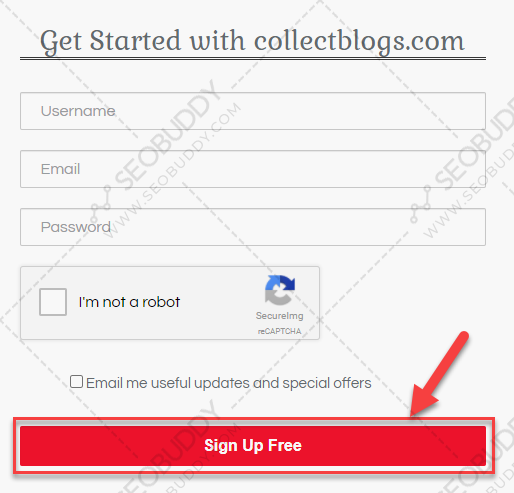 Get Started with collectblogs.com
Username
SEOBUDDY
WWW.SEOBUDDY.COM
SEOBUDDY
WWW.SEOBUDDY.COM
Email
Password
I'm not a robot
SecureImg
reCAPTCHA
Email me useful updates and special offers
Sign Up Free
SEOBUDDY
SEOBUDDY